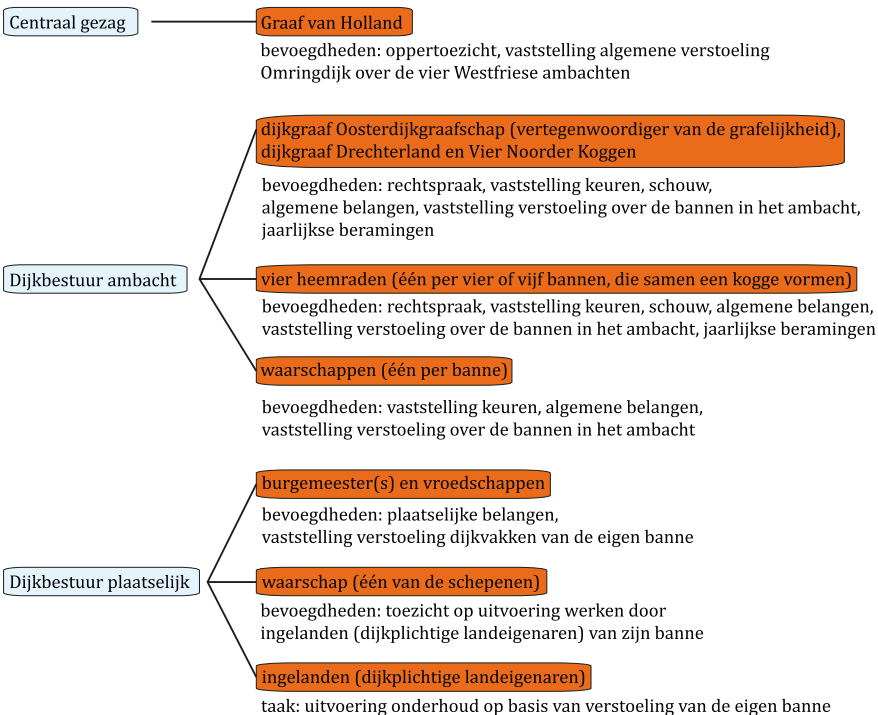 Centraal gezag
Graaf van Holland
bevoegdheden: oppertoezicht, vaststelling algemene verstoeling
Omringdijk over de vier Westfriese ambachten
Dijkbestuur ambacht
dijkgraaf Oosterdijkgraafschap (vertegenwoordiger van de grafelijkheid),
dijkgraaf Drechterland en Vier Noorder Koggen
bevoegdheden: rechtspraak, vaststelling keuren, schouw,
algemene belangen, vaststelling verstoeling over de bannen in het ambacht,
jaarlijkse beramingen
vier heemraden (één per vier of vijf bannen, die samen een kogge vormen)
bevoegdheden: rechtspraak, vaststelling keuren, schouw, algemene belangen,
vaststelling verstoeling over de bannen in het ambacht, jaarlijkse beramingen
waarschappen (één per banne)
bevoegdheden: vaststelling keuren, algemene belangen,
vaststelling verstoeling over de bannen in het ambacht
Dijkbestuur plaatselijk
burgemeester(s) en vroedschappen
bevoegdheden: plaatselijke belangen,
vaststelling verstoeling dijkvakken van de eigen banne
waarschap (één van de schepenen)
bevoegdheden: toezicht op uitvoering werken door
ingelanden (dijkplichtige landeigenaren) van zijn banne
ingelanden (dijkplichtige landeigenaren)
taak: uitvoering onderhoud op basis van verstoeling van de eigen banne